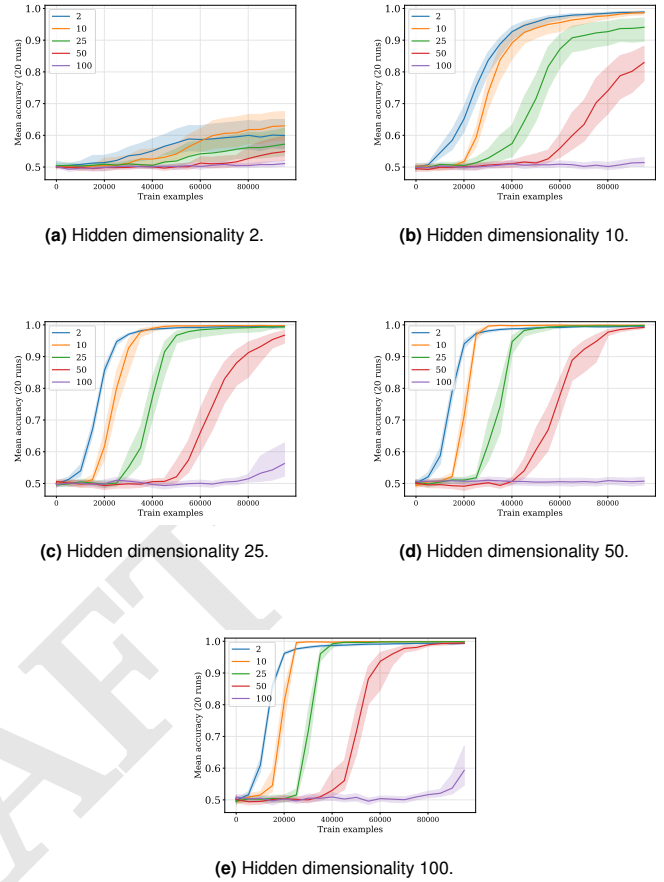 1.0
0.9
0.8
0.7
0.6
0.5
Mean accuracy (20 runs)
2
10
25
50
100
0 20000 40000 60000 80000
Train examples
(a) Hidden dimensionality 2.
1.0
0.9
0.8
0.7
0.6
0.5
Mean accuracy (20 runs)
2
10
25
50
100
0 20000 40000 60000 80000
Train examples
(b) Hidden dimensionality 10.
1.0
0.9
0.8
0.7
0.6
0.5
Mean accuracy (20 runs)
2
10
25
50
100
0 20000 40000 60000 80000
Train examples
(c) Hidden dimensionality 25.
1.0
0.9
0.8
0.7
0.6
0.5
Mean accuracy (20 runs)
2
10
25
50
100
0 20000 40000 60000 80000
Train examples
(d) Hidden dimensionality 50.
1.0
0.9
0.8
0.7
0.6
0.5
Mean accuracy (20 runs)
2
10
25
50
100
0 20000 40000 60000 80000
Train examples
(e) Hidden dimensionality 100.
AFT